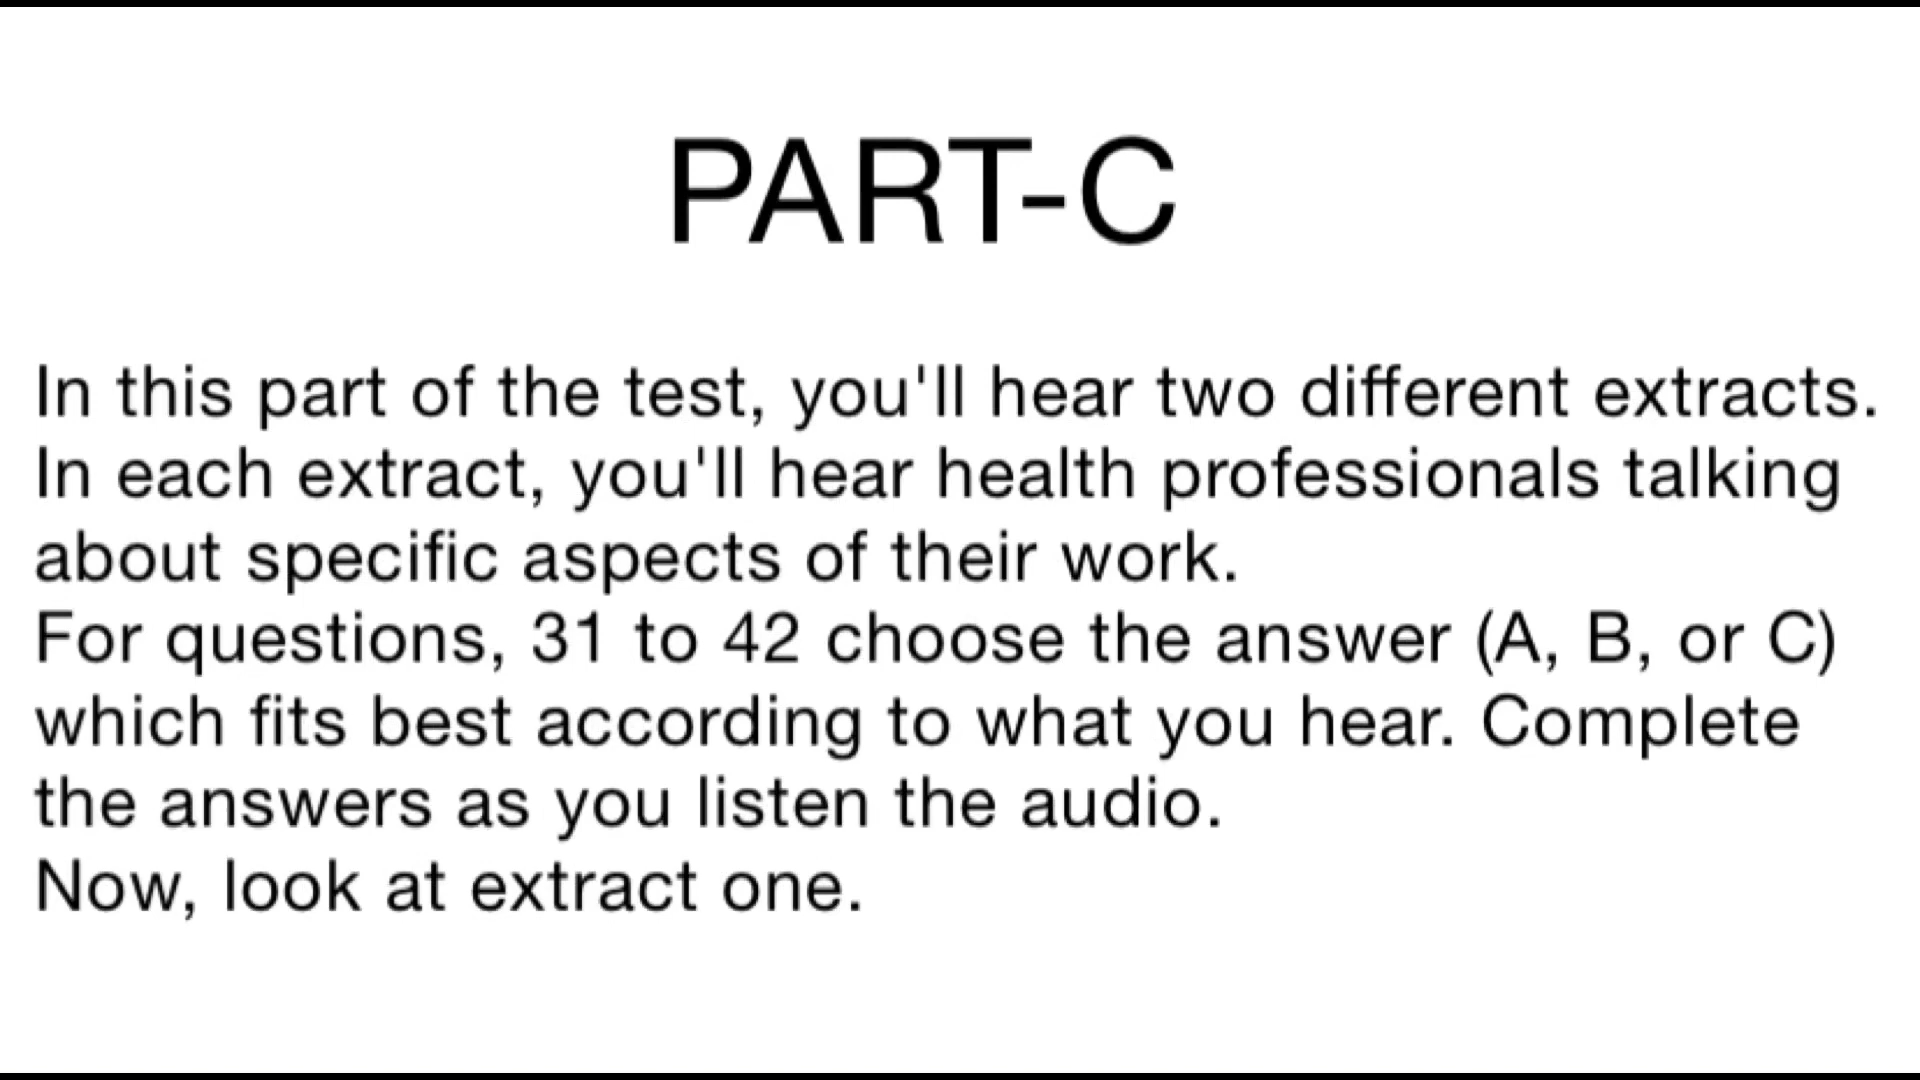 PART-C
In this part of the test, you'll hear two different extracts.
In each extract, you'll hear health professionals talking
about specific aspects of their work.
For questions, 31 to 42 choose the answer (A, B, or C)
which fits best according to what you hear. Complete
the answers as you listen the audio.
Now, look at extract one.